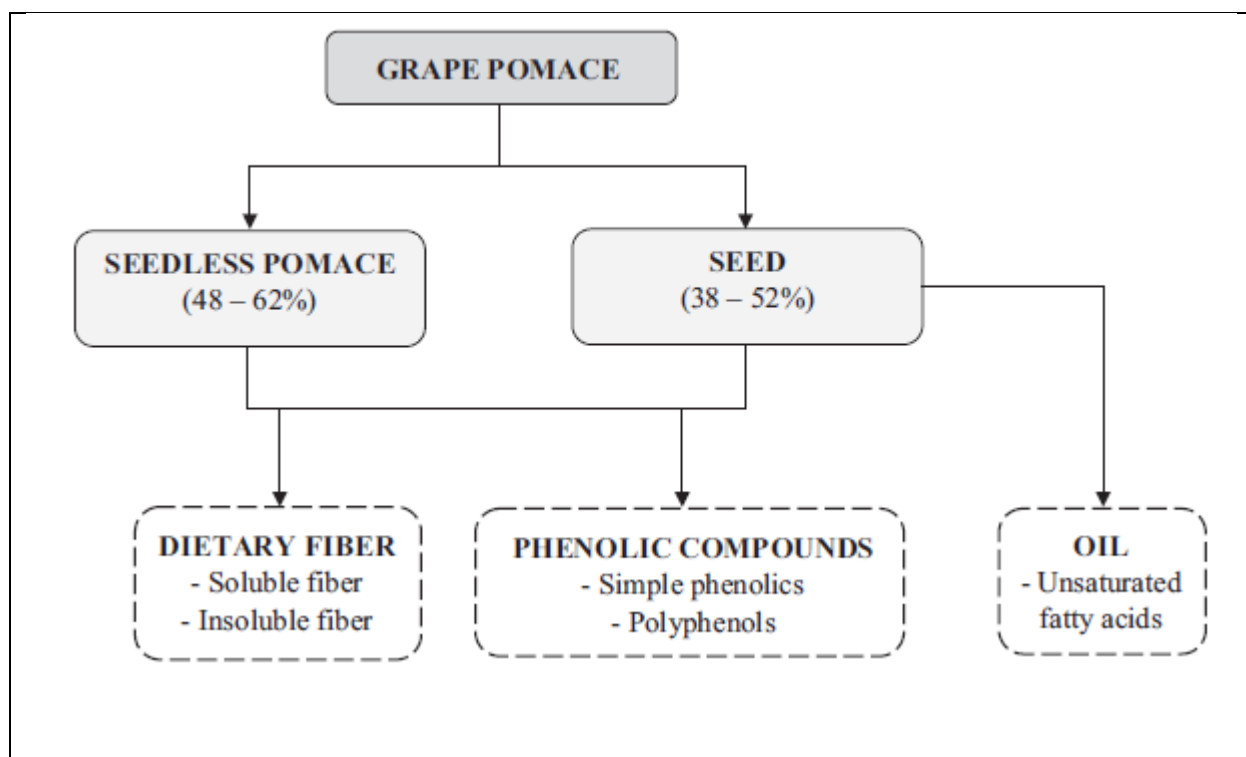 GRAPE POMACE
SEEDLESS POMACE
(48 – 62%)
SEED
(38 – 52%)
DIETARY FIBER
- Soluble fiber
- Insoluble fiber
PHENOLIC COMPOUNDS
- Simple phenolics
- Polyphenols
OIL
- Unsaturated
fatty acids